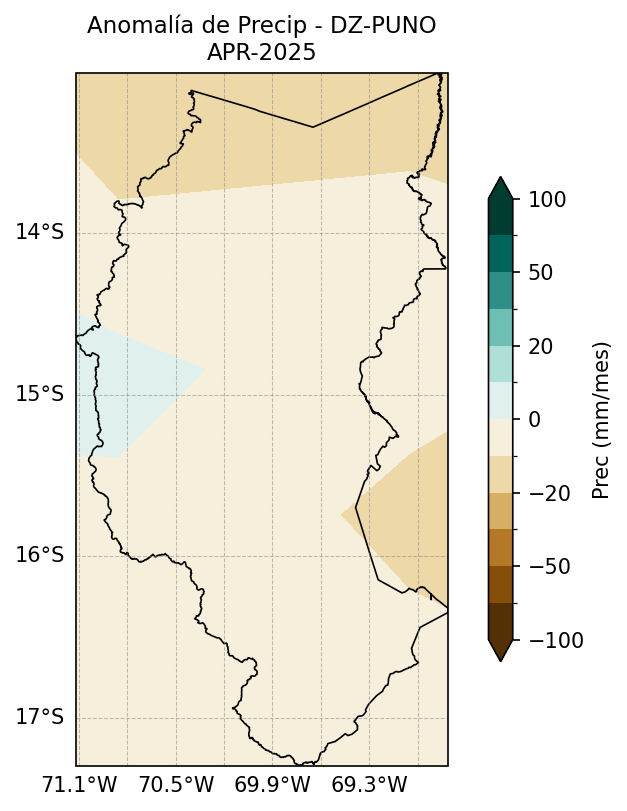 Anomalía de Precip - DZ-PUNO
APR-2025
14°S
15°S
16°S
17°S
71.1°W 70.5°W 69.9°W 69.3°W
100
50
20
0
−20
−50
−100
Prec (mm/mes)